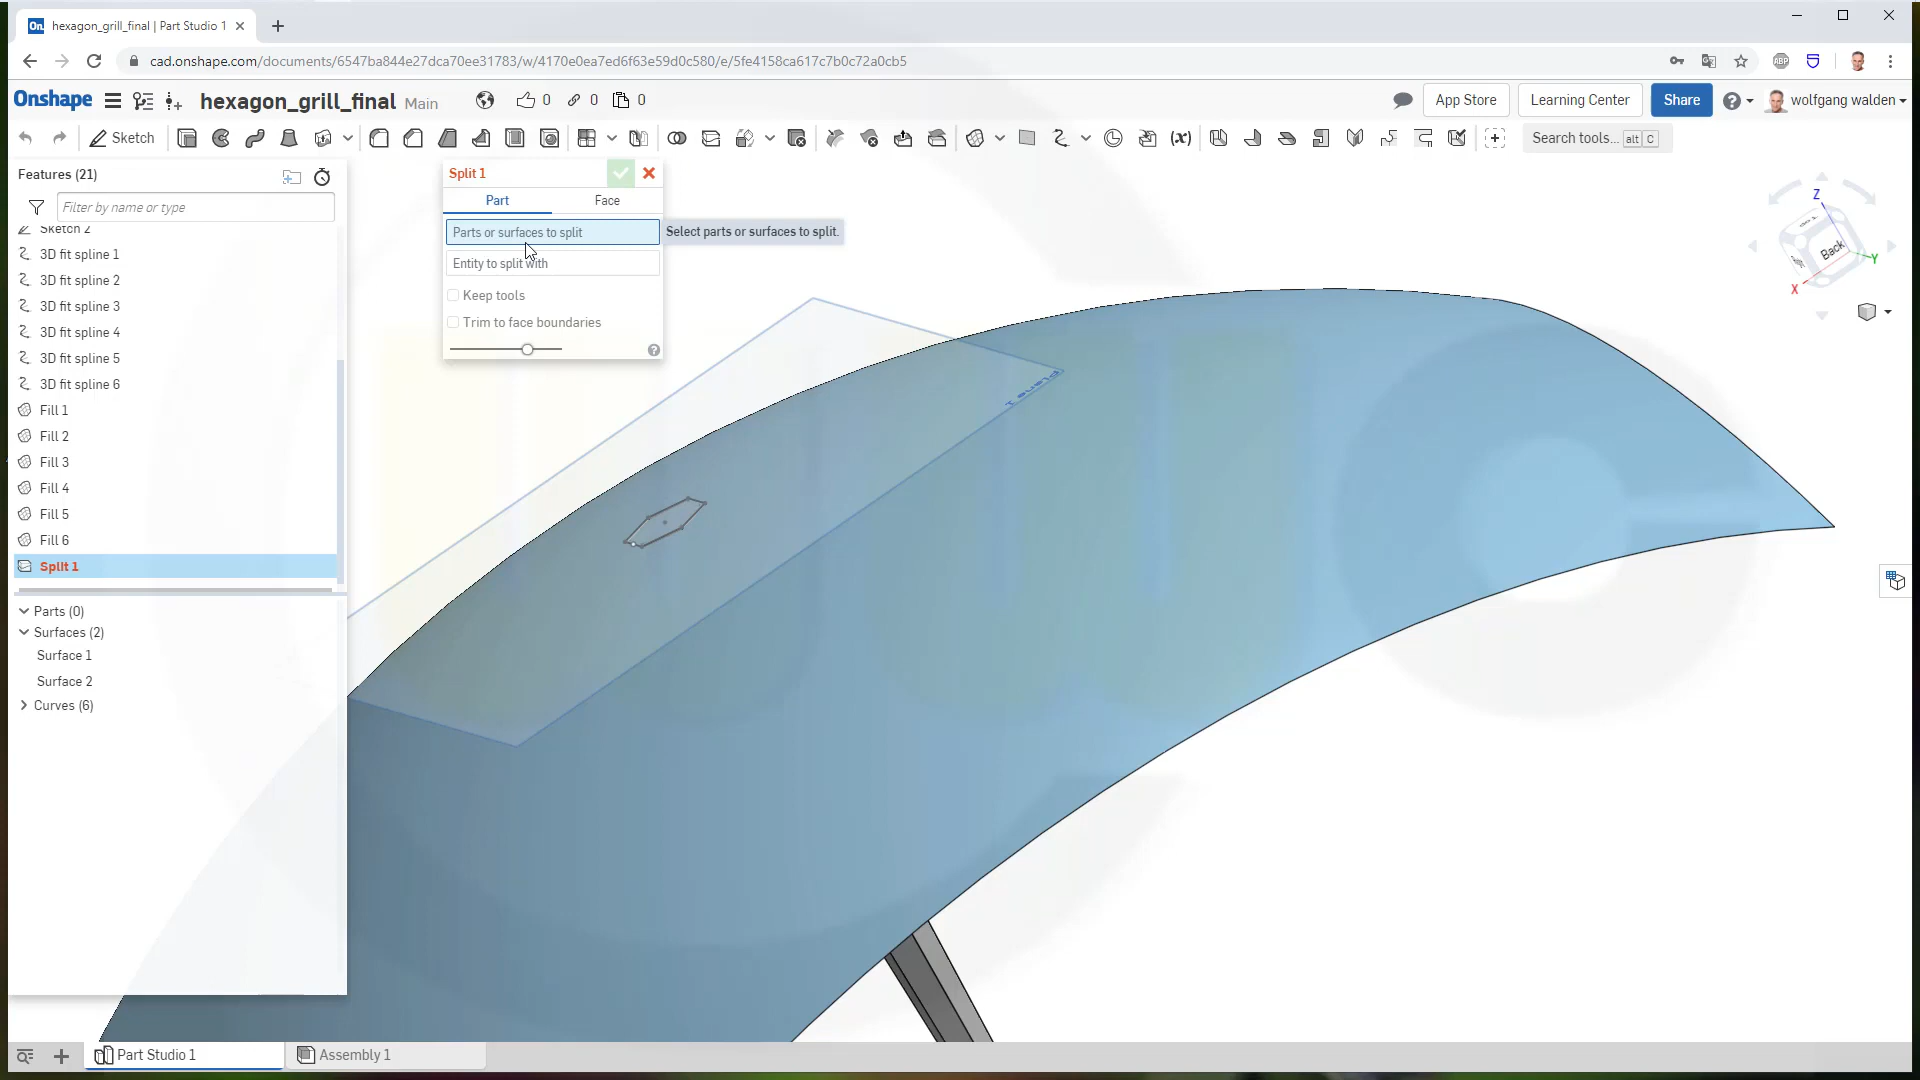 hexagon_grill_final | Part Studio 1
cad.onshape.com/documents/6547ba844e27dca70ee31783/w/4170e0ea7ed6f63e59d0c580/e/5fe4158ca617c7b0c72a0cb5
ABP
Onshape
hexagon_grill_final Main
0
0
0
App Store
Learning Center
Share
wolfgang walden
Sketch
(x)
Search tools... alt C
Features (21)
Filter by name or type
Sketch 2
3D fit spline 1
3D fit spline 2
3D fit spline 3
3D fit spline 4
3D fit spline 5
3D fit spline 6
Fill 1
Fill 2
Fill 3
Fill 4
Fill 5
Fill 6
Split 1
Parts (0)
Surfaces (2)
Surface 1
Surface 2
Curves (6)
Split 1
Part Face
Parts or surfaces to split
Select parts or surfaces to split.
Entity to split with
Keep tools
Trim to face boundaries
Plane 1
Z
Back
Y
X
Part Studio 1
Assembly 1